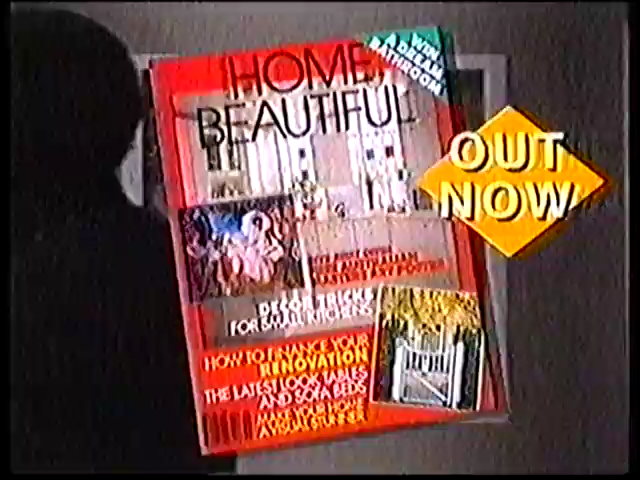 WIN
A DREAM
BATHROOM
HOME
BEAUTIFUL
OUT
NOW
AUSTRALIAN
DECOR TRICKS
FOR SMALL KITCHENS
HOW TO FINANCE YOUR
RENOVATION
THE LATEST LOOK TABLES
AND SOFA BEDS
MAKE YOUR HOME
A VISUAL STUNNER